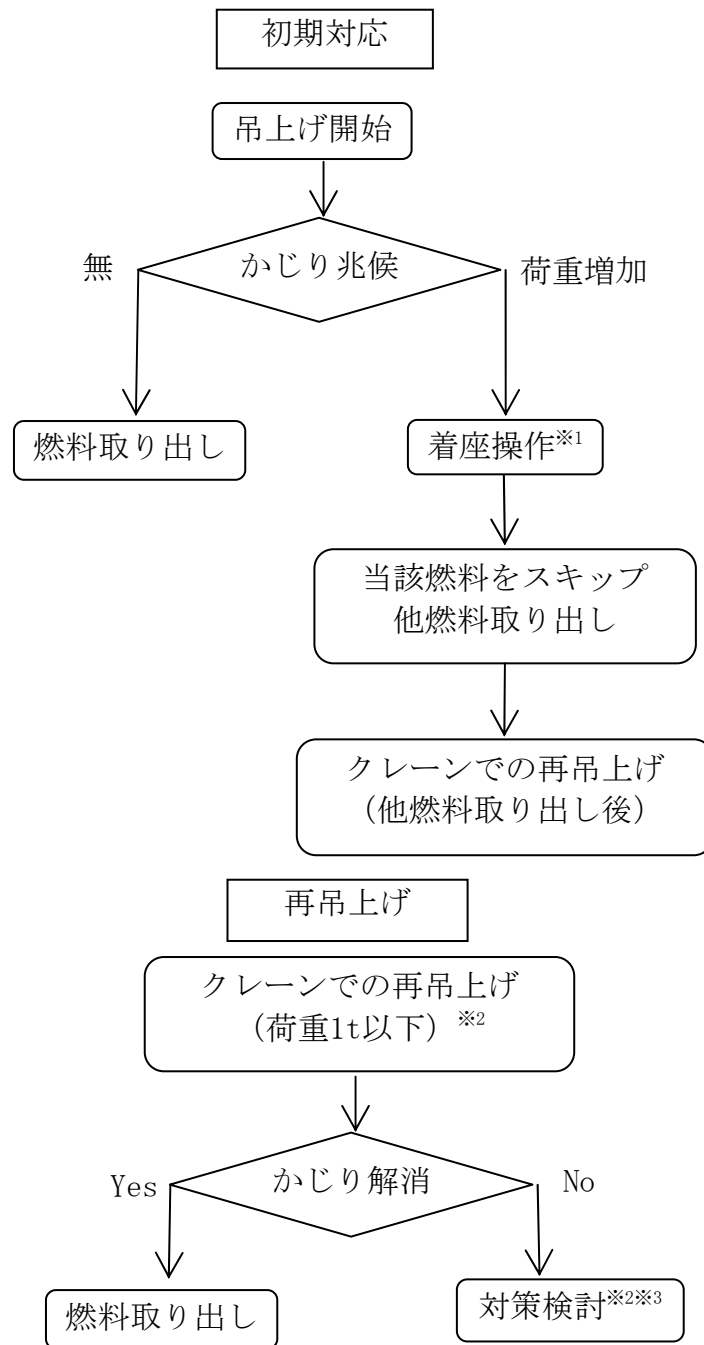 初期対応
吊上げ開始
かじり兆候
無
荷重増加
燃料取り出し
着座操作※1
当該燃料をスキップ
他燃料取り出し
クレーンでの再吊上げ
（他燃料取り出し後）
再吊上げ
クレーンでの再吊上げ
（荷重1t以下）※2
かじり解消
Yes
No
燃料取り出し
対策検討※2※3